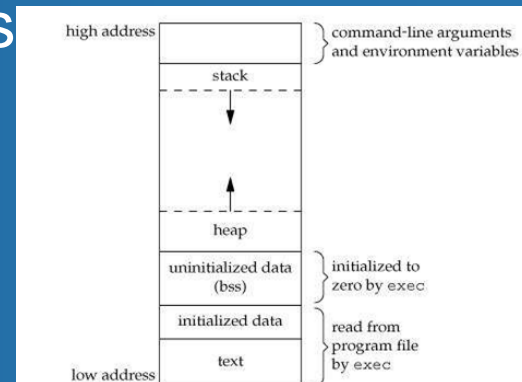 s
high address
command-line arguments
and environment variables
stack
heap
uninitialized data
(bss)
initialized to
zero by exec
initialized data
read from
program file
by exec
text
low address